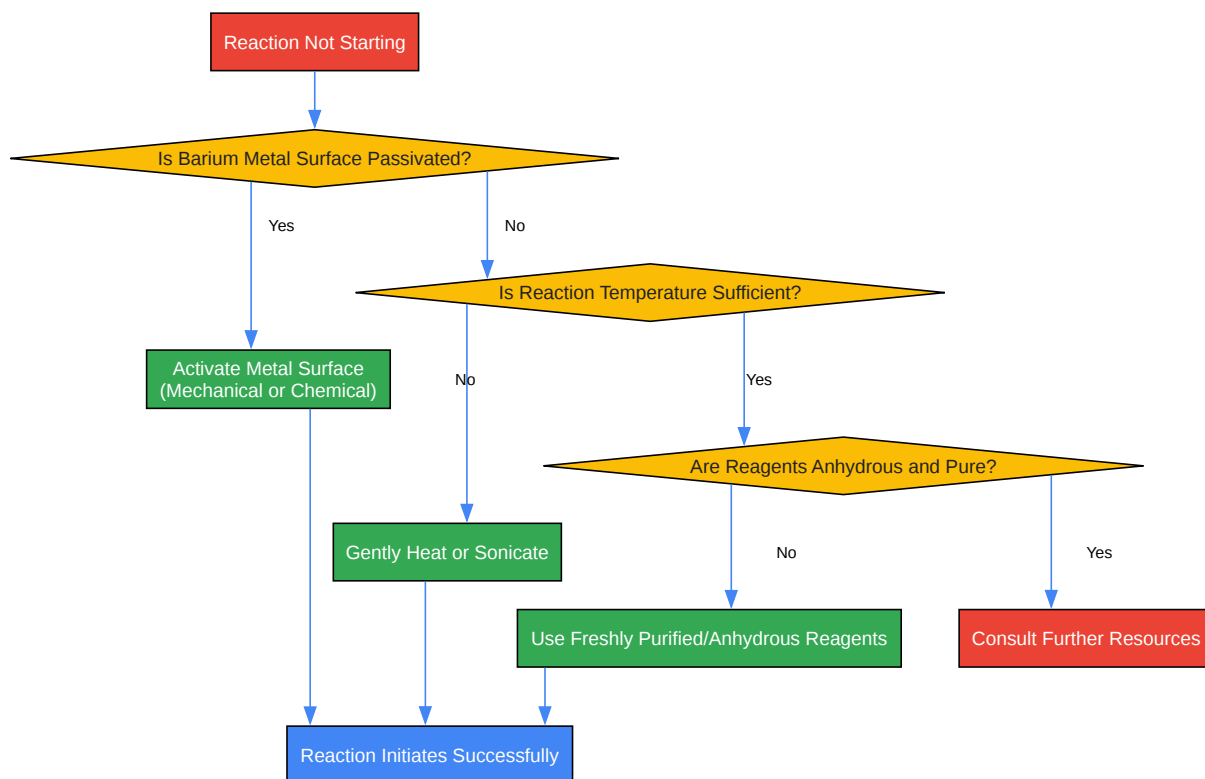 Reaction Not Starting
Is Barium Metal Surface Passivated?
Yes
No
Is Reaction Temperature Sufficient?
Activate Metal Surface
(Mechanical or Chemical)
No
Yes
Are Reagents Anhydrous and Pure?
Gently Heat or Sonicate
No
Yes
Use Freshly Purified/Anhydrous Reagents
Consult Further Resources
Reaction Initiates Successfully